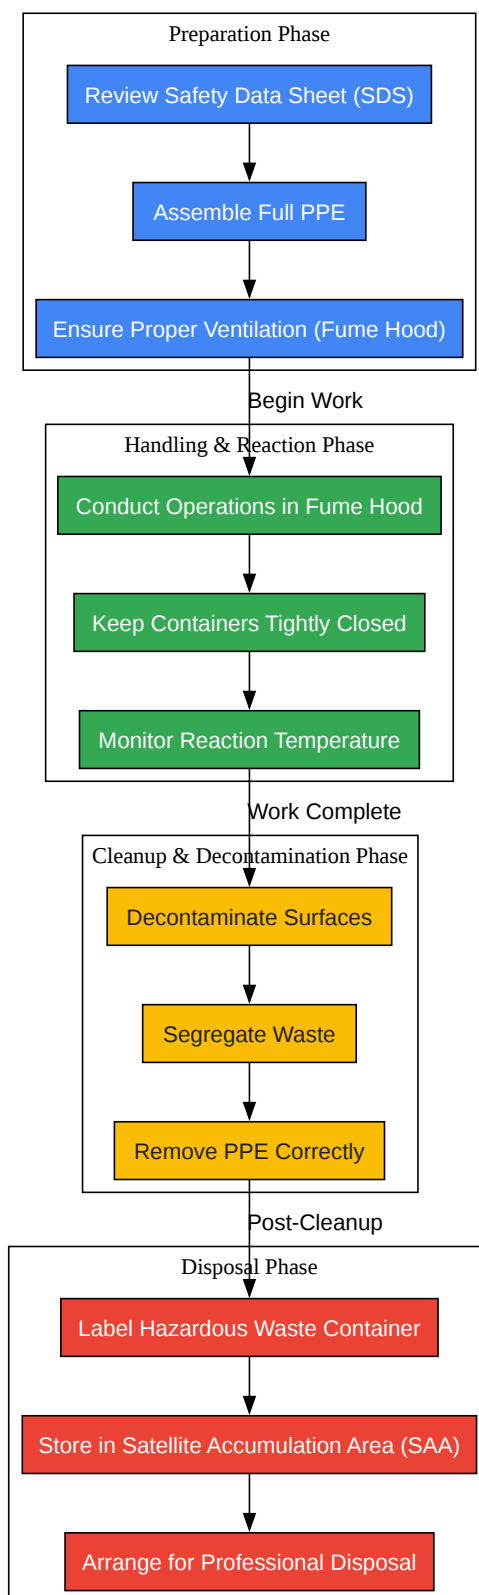 Preparation Phase
Review Safety Data Sheet (SDS)
Assemble Full PPE
Ensure Proper Ventilation (Fume Hood)
Begin Work
Handling & Reaction Phase
Conduct Operations in Fume Hood
Keep Containers Tightly Closed
Monitor Reaction Temperature
Work Complete
Cleanup & Decontamination Phase
Decontaminate Surfaces
Segregate Waste
Remove PPE Correctly
Post-Cleanup
Disposal Phase
Label Hazardous Waste Container
Store in Satellite Accumulation Area (SAA)
Arrange for Professional Disposal